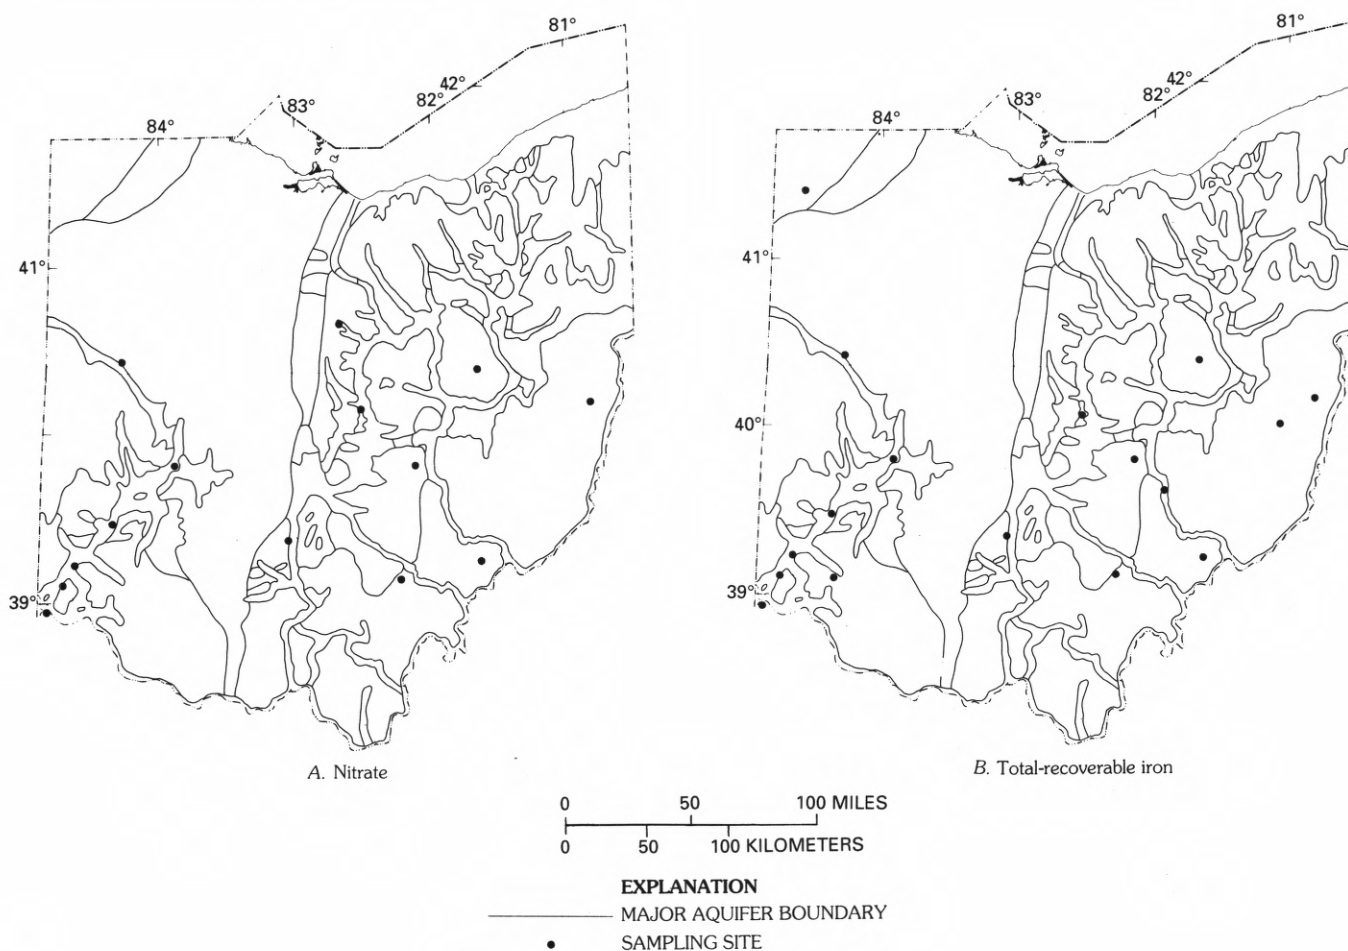 81°
42°
83°
82°
84°
41°
39°
A. Nitrate
81°
42°
83°
82°
84°
41°
40°
39°
B. Total-recoverable iron
0 50 100 MILES
0 50 100 KILOMETERS
EXPLANATION
MAJOR AQUIFER BOUNDARY
SAMPLING SITE